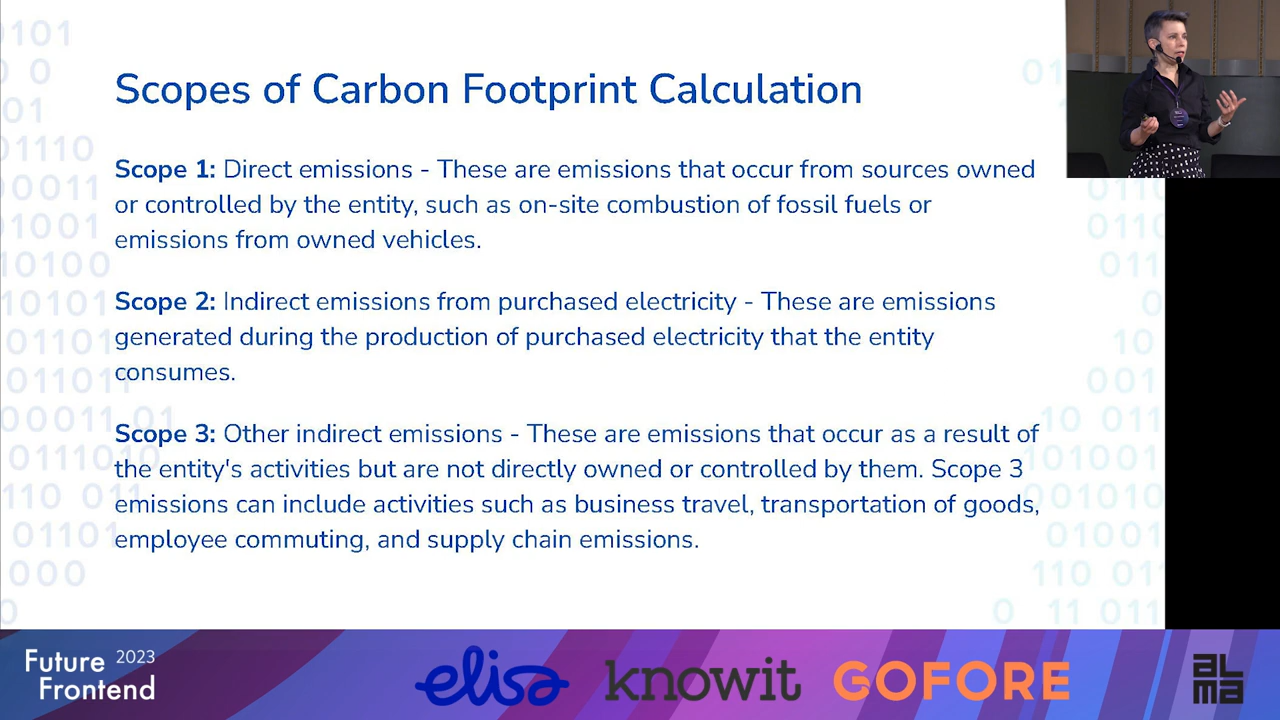 Scopes of Carbon Footprint Calculation
Scope 1: Direct emissions - These are emissions that occur from sources owned
or controlled by the entity, such as on-site combustion of fossil fuels or
emissions from owned vehicles.
Scope 2: Indirect emissions from purchased electricity - These are emissions
generated during the production of purchased electricity that the entity
consumes.
Scope 3: Other indirect emissions - These are emissions that occur as a result of
the entity's activities but are not directly owned or controlled by them. Scope 3
emissions can include activities such as business travel, transportation of goods,
employee commuting, and supply chain emissions.
Future 2023
Frontend
elisa
knowit
GOFORE
aL
ma